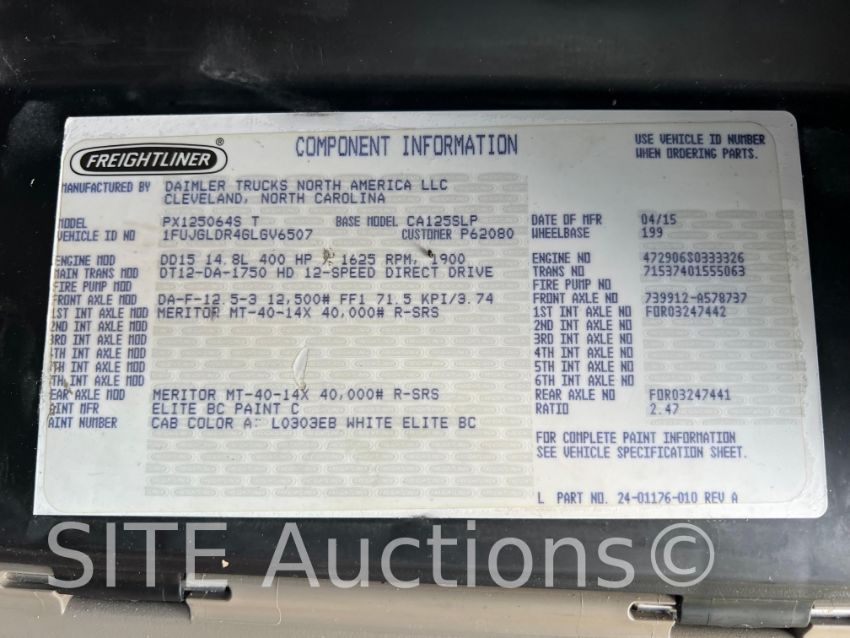 FREIGHTLINER ®
COMPONENT INFORMATION
USE VEHICLE ID NUMBER
WHEN ORDERING PARTS.
MANUFACTURED BY DAIMLER TRUCKS NORTH AMERICA LLC
CLEVELAND, NORTH CAROLINA
MODEL PX125064S T BASE MODEL CA125SLP DATE OF MFR 04/15
VEHICLE ID NO 1FUJGLDR4GLGV6507 CUSTOMER P62080 WHEELBASE 199
ENGINE MOD DD15 14.8L 400 HP @ 1625 RPM, 1900 ENGINE NO 472906S0333326
MAIN TRANS MOD DT12-DA-1750 HD 12-SPEED DIRECT DRIVE TRANS NO 71537401555063
FIRE PUMP MOD FIRE PUMP NO
FRONT AXLE MOD DA-F-12.5-3 12,500# FF1 71.5 KPI/3.74 FRONT AXLE NO 739912-A578737
1ST INT AXLE MOD MERITOR MT-40-14X 40,000# R-SRS 1ST INT AXLE NO FOR03247442
2ND INT AXLE MOD 2ND INT AXLE NO
3RD INT AXLE MOD 3RD INT AXLE NO
4TH INT AXLE MOD 4TH INT AXLE NO
5TH INT AXLE MOD 5TH INT AXLE NO
6TH INT AXLE MOD 6TH INT AXLE NO
REAR AXLE MOD MERITOR MT-40-14X 40,000# R-SRS REAR AXLE NO FOR03247441
AINT MFR ELITE BC PAINT C RATIO 2.47
AINT NUMBER CAB COLOR A: L0303EB WHITE ELITE BC
FOR COMPLETE PAINT INFORMATION
SEE VEHICLE SPECIFICATION SHEET.
L PART NO. 24-01176-010 REV A
SITE Auctions©